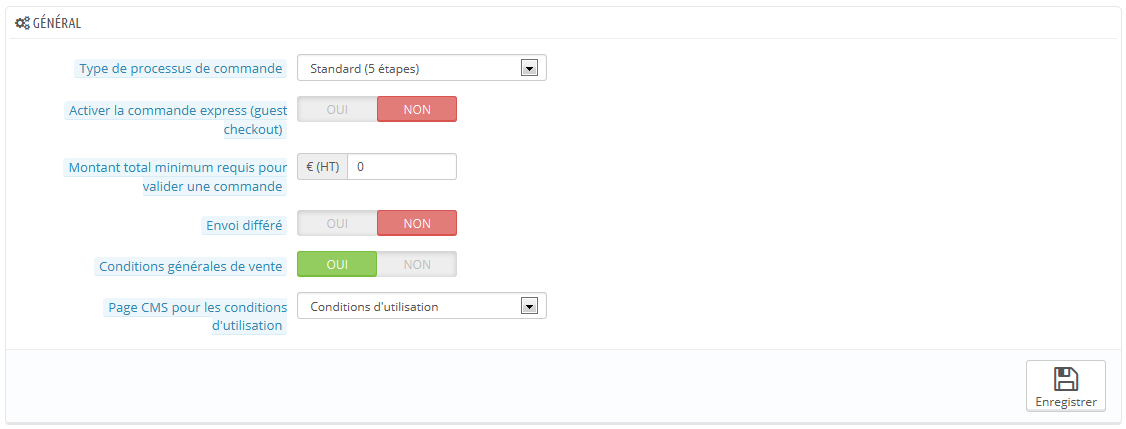 GÉNÉRAL
Type de processus de commande
Standard (5 étapes)
Activer la commande express (guest
checkout)
OUI NON
Montant total minimum requis pour
valider une commande
€ (HT) 0
Envoi différé
OUI NON
Conditions générales de vente
OUI NON
Page CMS pour les conditions
d'utilisation
Conditions d'utilisation
Enregistrer